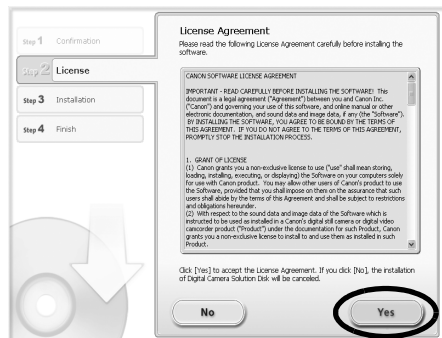 License Agreement
Please read the following License Agreement carefully before installing the
software.
Step 1 Confirmation
Step 2 License
Step 3 Installation
Step 4 Finish
CANON SOFTWARE LICENSE AGREEMENT
IMPORTANT - READ CAREFULLY BEFORE INSTALLING THE SOFTWARE! This
document is a legal agreement ("Agreement") between you and Canon Inc.
("Canon") and governing your use of this software, and online manual or other
electronic documentation, and sound data and image data, if any (the "Software").
BY INSTALLING THE SOFTWARE, YOU AGREE TO BE BOUND BY THE TERMS OF
THIS AGREEMENT. IF YOU DO NOT AGREE TO THE TERMS OF THIS AGREEMENT,
PROMPTLY STOP THE INSTALLATION PROCESS.
1. GRANT OF LICENSE
(1) Canon grants you a non-exclusive license to use ("use" shall mean storing,
loading, installing, executing, or displaying) the Software on your computers solely
for use with Canon product. You may allow other users of Canon's product to use
the Software, provided that you shall impose on them on the assurance that such
users shall abide by the terms of this Agreement and shall be subject to restrictions
and obligations hereunder.
(2) With respect to the sound data and image data of the Software which is
instructed to be used as installed in a Canon's digital still camera or digital video
camcorder product ("Product") under the documentation for such Product, Canon
grants you a non-exclusive license to install to and use them as installed in such
Product.
Click [Yes] to accept the License Agreement. If you click [No], the installation
of Digital Camera Solution Disk will be canceled.
No
Yes